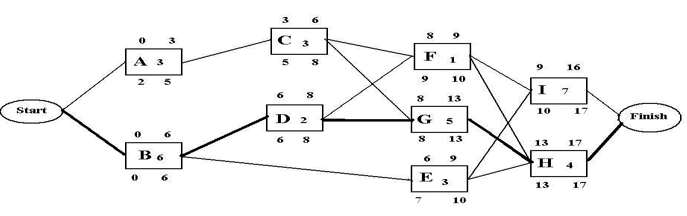 Start
0 3
A 3
2 5
0 6
B 6
0 6
3 6
C 3
5 8
6 8
D 2
6 8
8 9
F 1
9 10
8 13
G 5
8 13
6 9
E 3
7 10
9 16
I 7
10 17
13 17
H 4
13 17
Finish